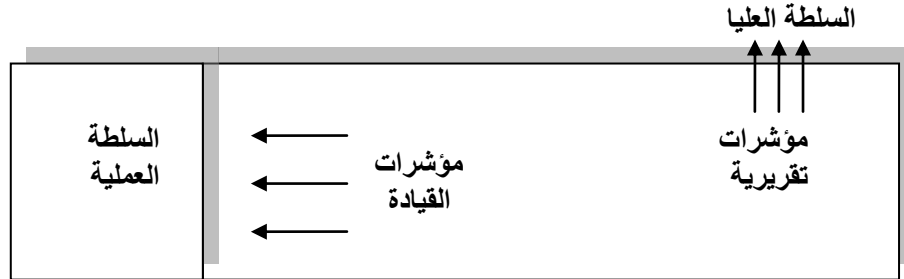 السلطة العليا
مؤشرات
تقريرية
مؤشرات
القيادة
السلطة
العملية